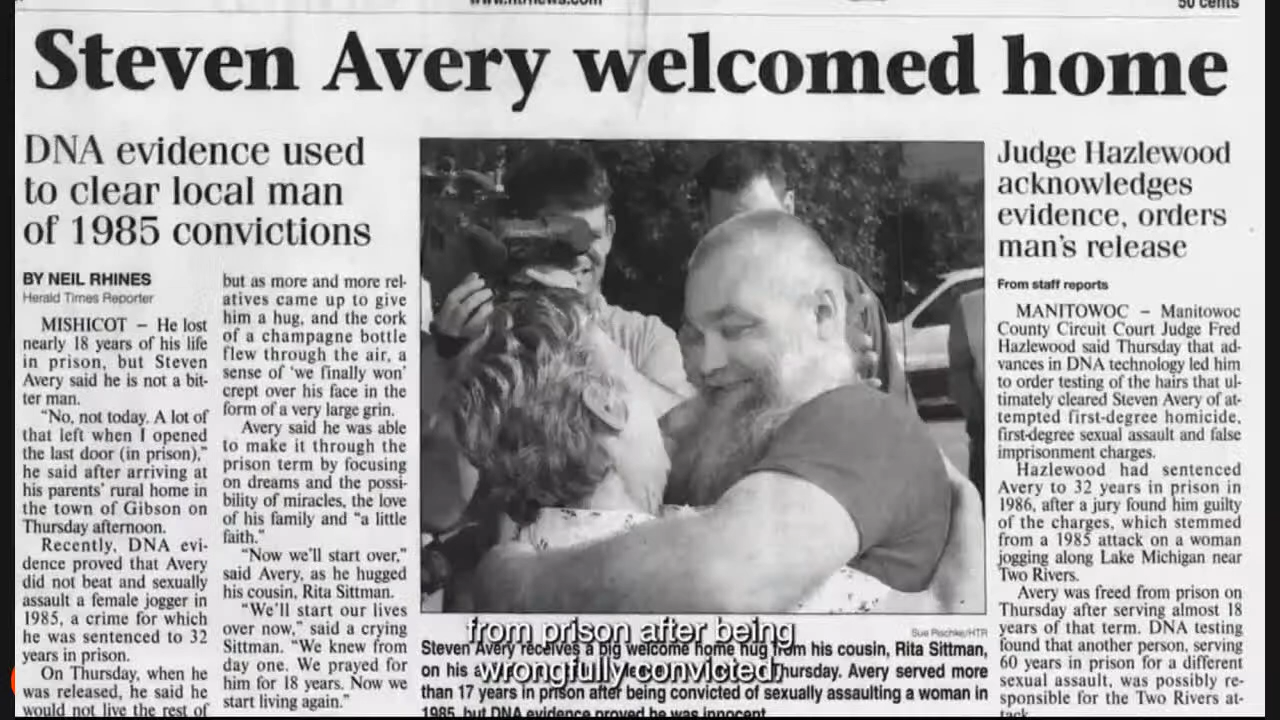 www.htrnews.com
50 cents
Steven Avery welcomed home
DNA evidence used
to clear local man
of 1985 convictions
BY NEIL RHINES
Herald Times Reporter
MISHICOT – He lost
nearly 18 years of his life
in prison, but Steven
Avery said he is not a bit-
ter man.
"No, not today. A lot of
that left when I opened
the last door (in prison),"
he said after arriving at
his parents' rural home in
the town of Gibson on
Thursday afternoon.
Recently, DNA evi-
dence proved that Avery
did not beat and sexually
assault a female jogger in
1985, a crime for which
he was sentenced to 32
years in prison.
On Thursday, when he
was released, he said he
would not live the rest of
but as more and more rel-
atives came up to give
him a hug, and the cork
of a champagne bottle
flew through the air, a
sense of 'we finally won'
crept over his face in the
form of a very large grin.
Avery said he was able
to make it through the
prison term by focusing
on dreams and the possi-
bility of miracles, the love
of his family and "a little
faith."
"Now we'll start over,"
said Avery, as he hugged
his cousin, Rita Sittman.
"We'll start our lives
over now," said a crying
Sittman. "We knew from
day one. We prayed for
him for 18 years. Now we
start living again."
Sue Pischke/HTR
Steven Avery receives a big welcome home hug from his cousin, Rita Sittman,
on his Thursday. Avery served more
than 17 years in prison after being convicted of sexually assaulting a woman in
1985, but DNA evidence proved he was innocent.
from prison after being
wrongfully convicted,
Judge Hazlewood
acknowledges
evidence, orders
man's release
From staff reports
MANITOWOC – Manitowoc
County Circuit Court Judge Fred
Hazlewood said Thursday that ad-
vances in DNA technology led him
to order testing of the hairs that ul-
timately cleared Steven Avery of at-
tempted first-degree homicide,
first-degree sexual assault and false
imprisonment charges.
Hazlewood had sentenced
Avery to 32 years in prison in
1986, after a jury found him guilty
of the charges, which stemmed
from a 1985 attack on a woman
jogging along Lake Michigan near
Two Rivers.
Avery was freed from prison on
Thursday after serving almost 18
years of that term. DNA testing
found that another person, serving
60 years in prison for a different
sexual assault, was possibly re-
sponsible for the Two Rivers at-
tack.